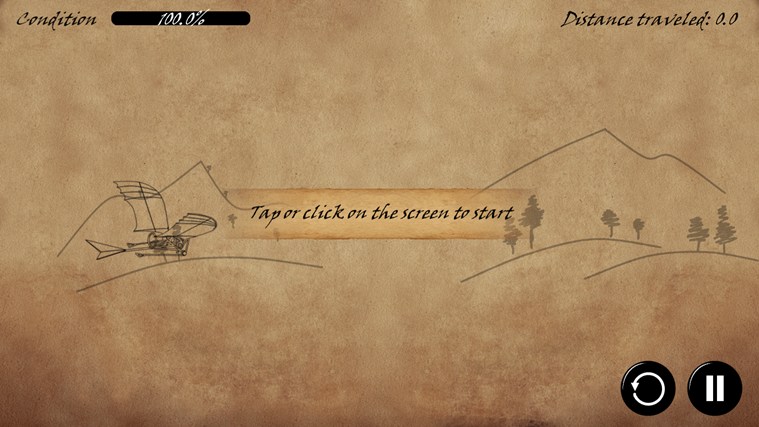 Condition 100.0% Distance traveled: 0.0
Tap or click on the screen to start